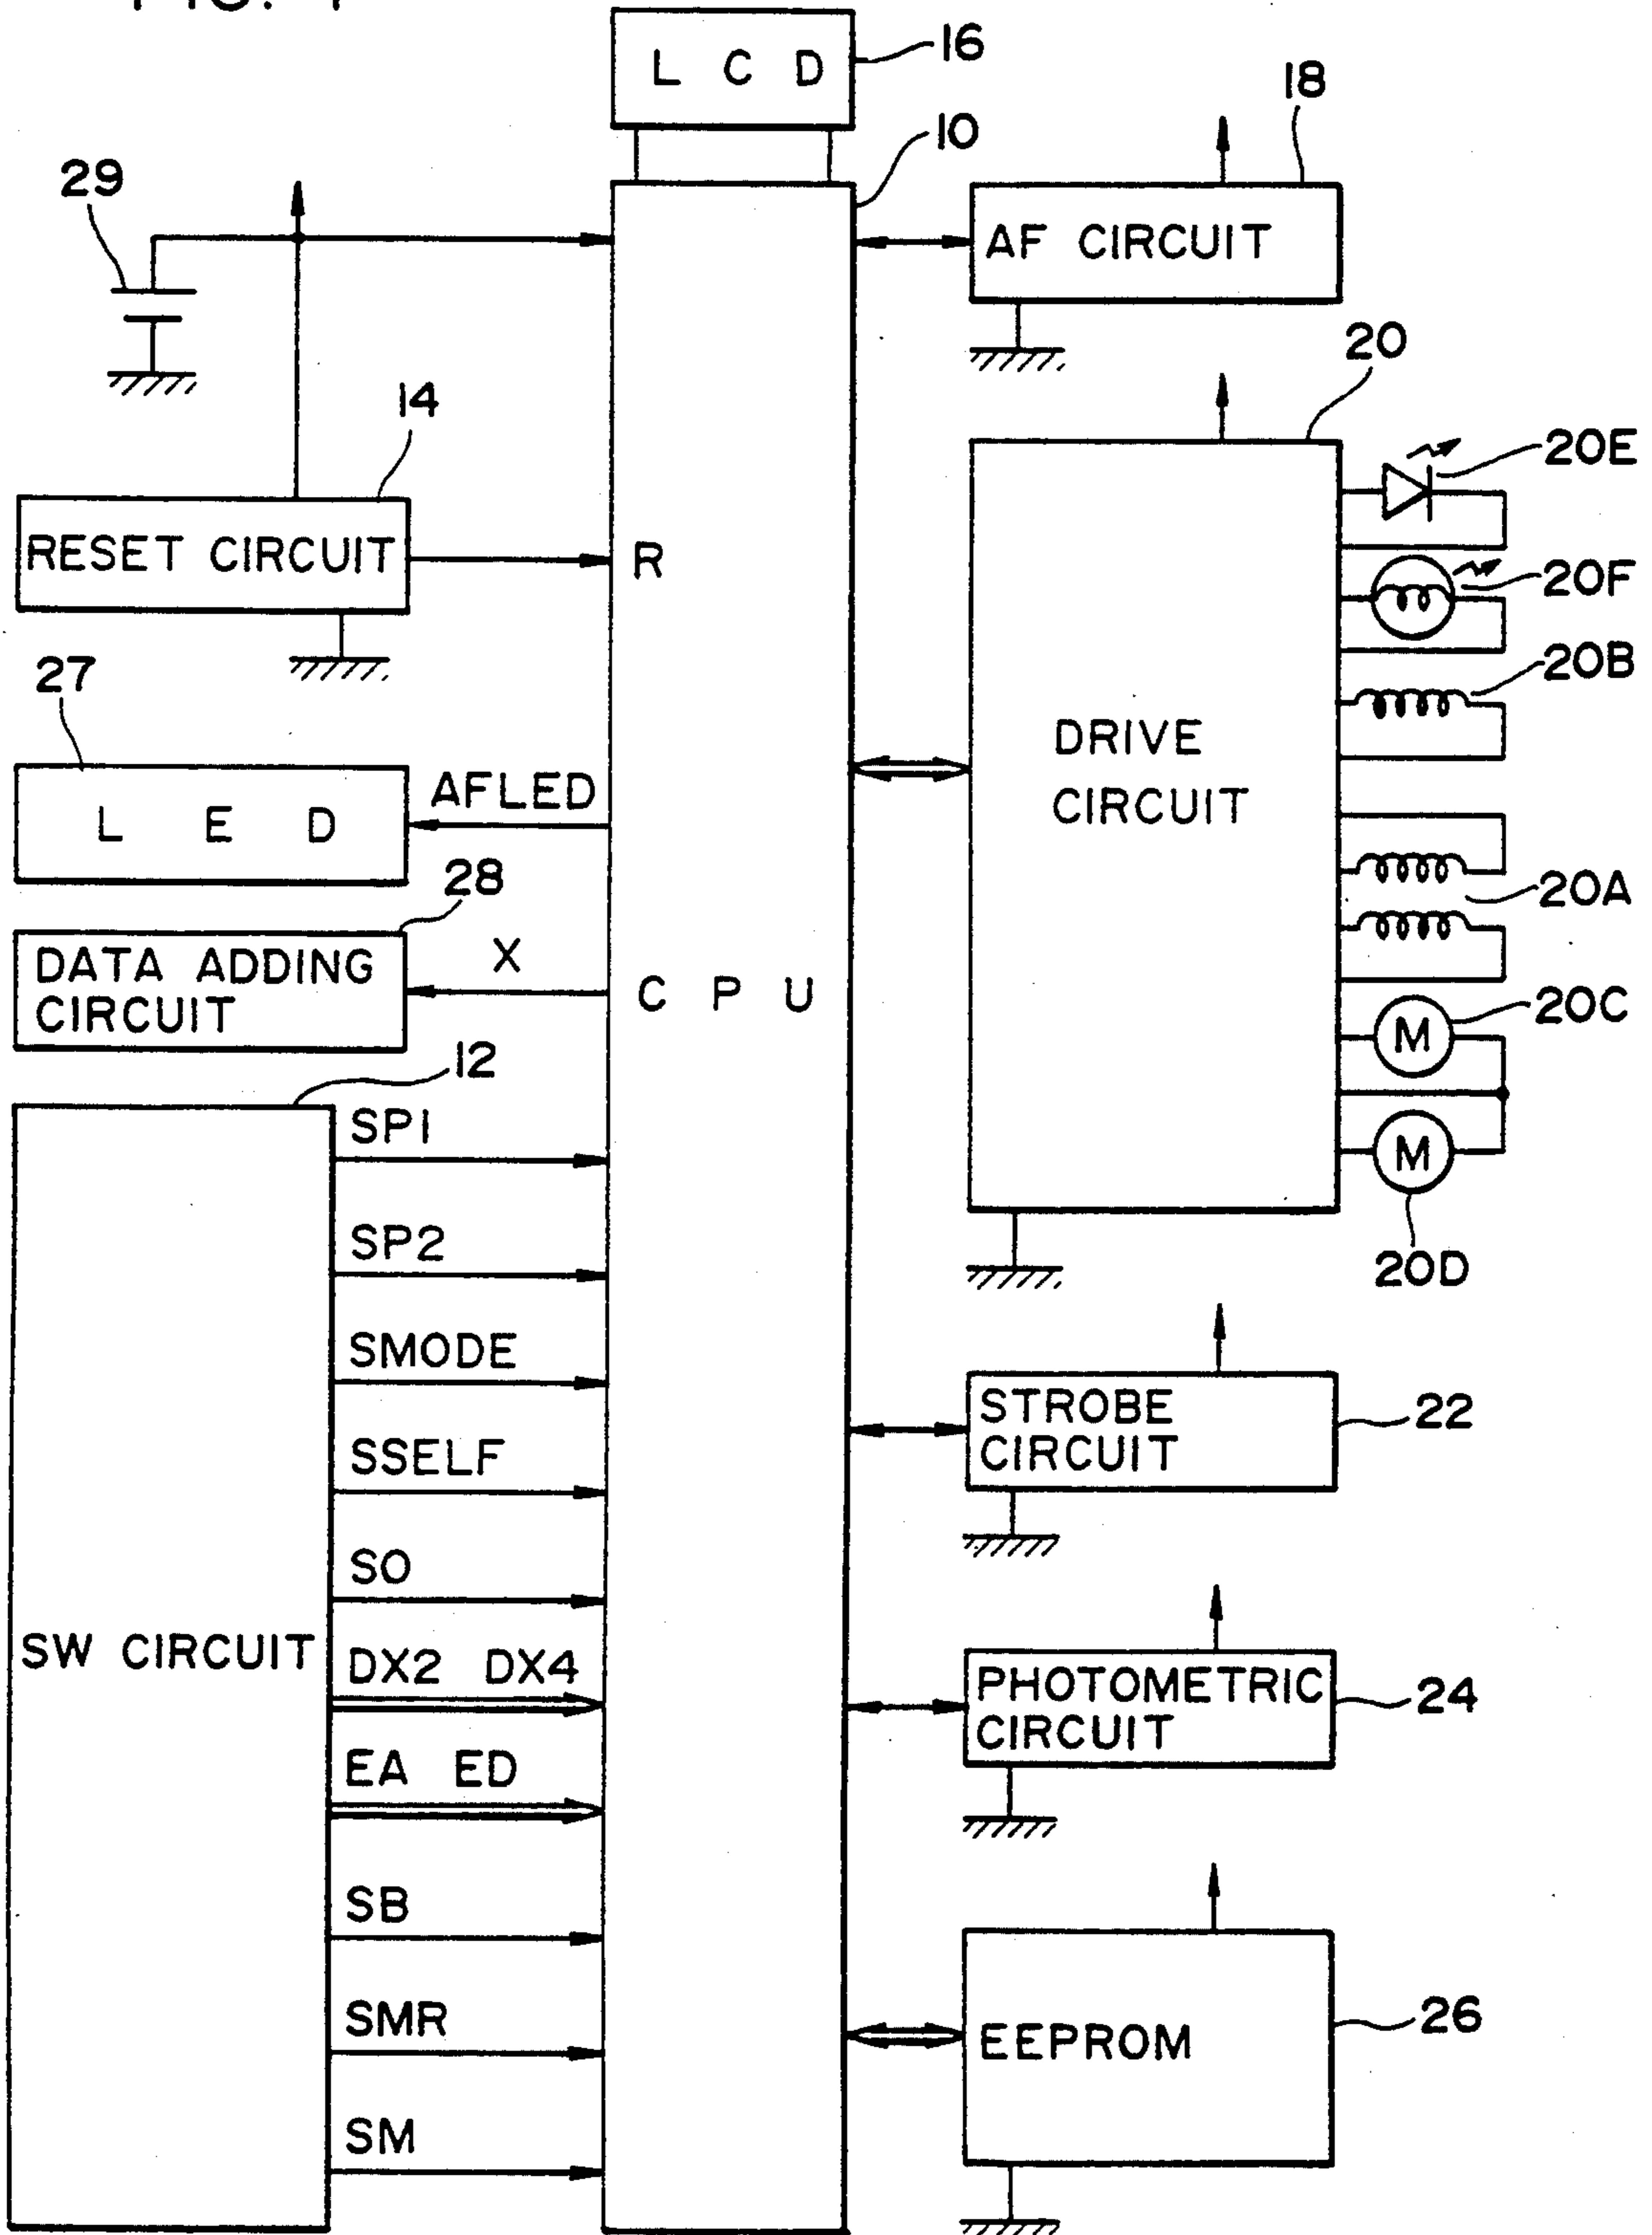 L C D
16
10
18
29
AF CIRCUIT
20
14
20E
RESET CIRCUIT
R
20F
20B
27
DRIVE
CIRCUIT
AFLED
L E D
28
20A
DATA ADDING
CIRCUIT
X
C P U
20C
M
12
SP1
M
20D
SP2
SMODE
STROBE
CIRCUIT
22
SSELF
SO
SW CIRCUIT
DX2 DX4
PHOTOMETRIC
CIRCUIT
24
EA ED
SB
SMR
EEPROM
26
SM